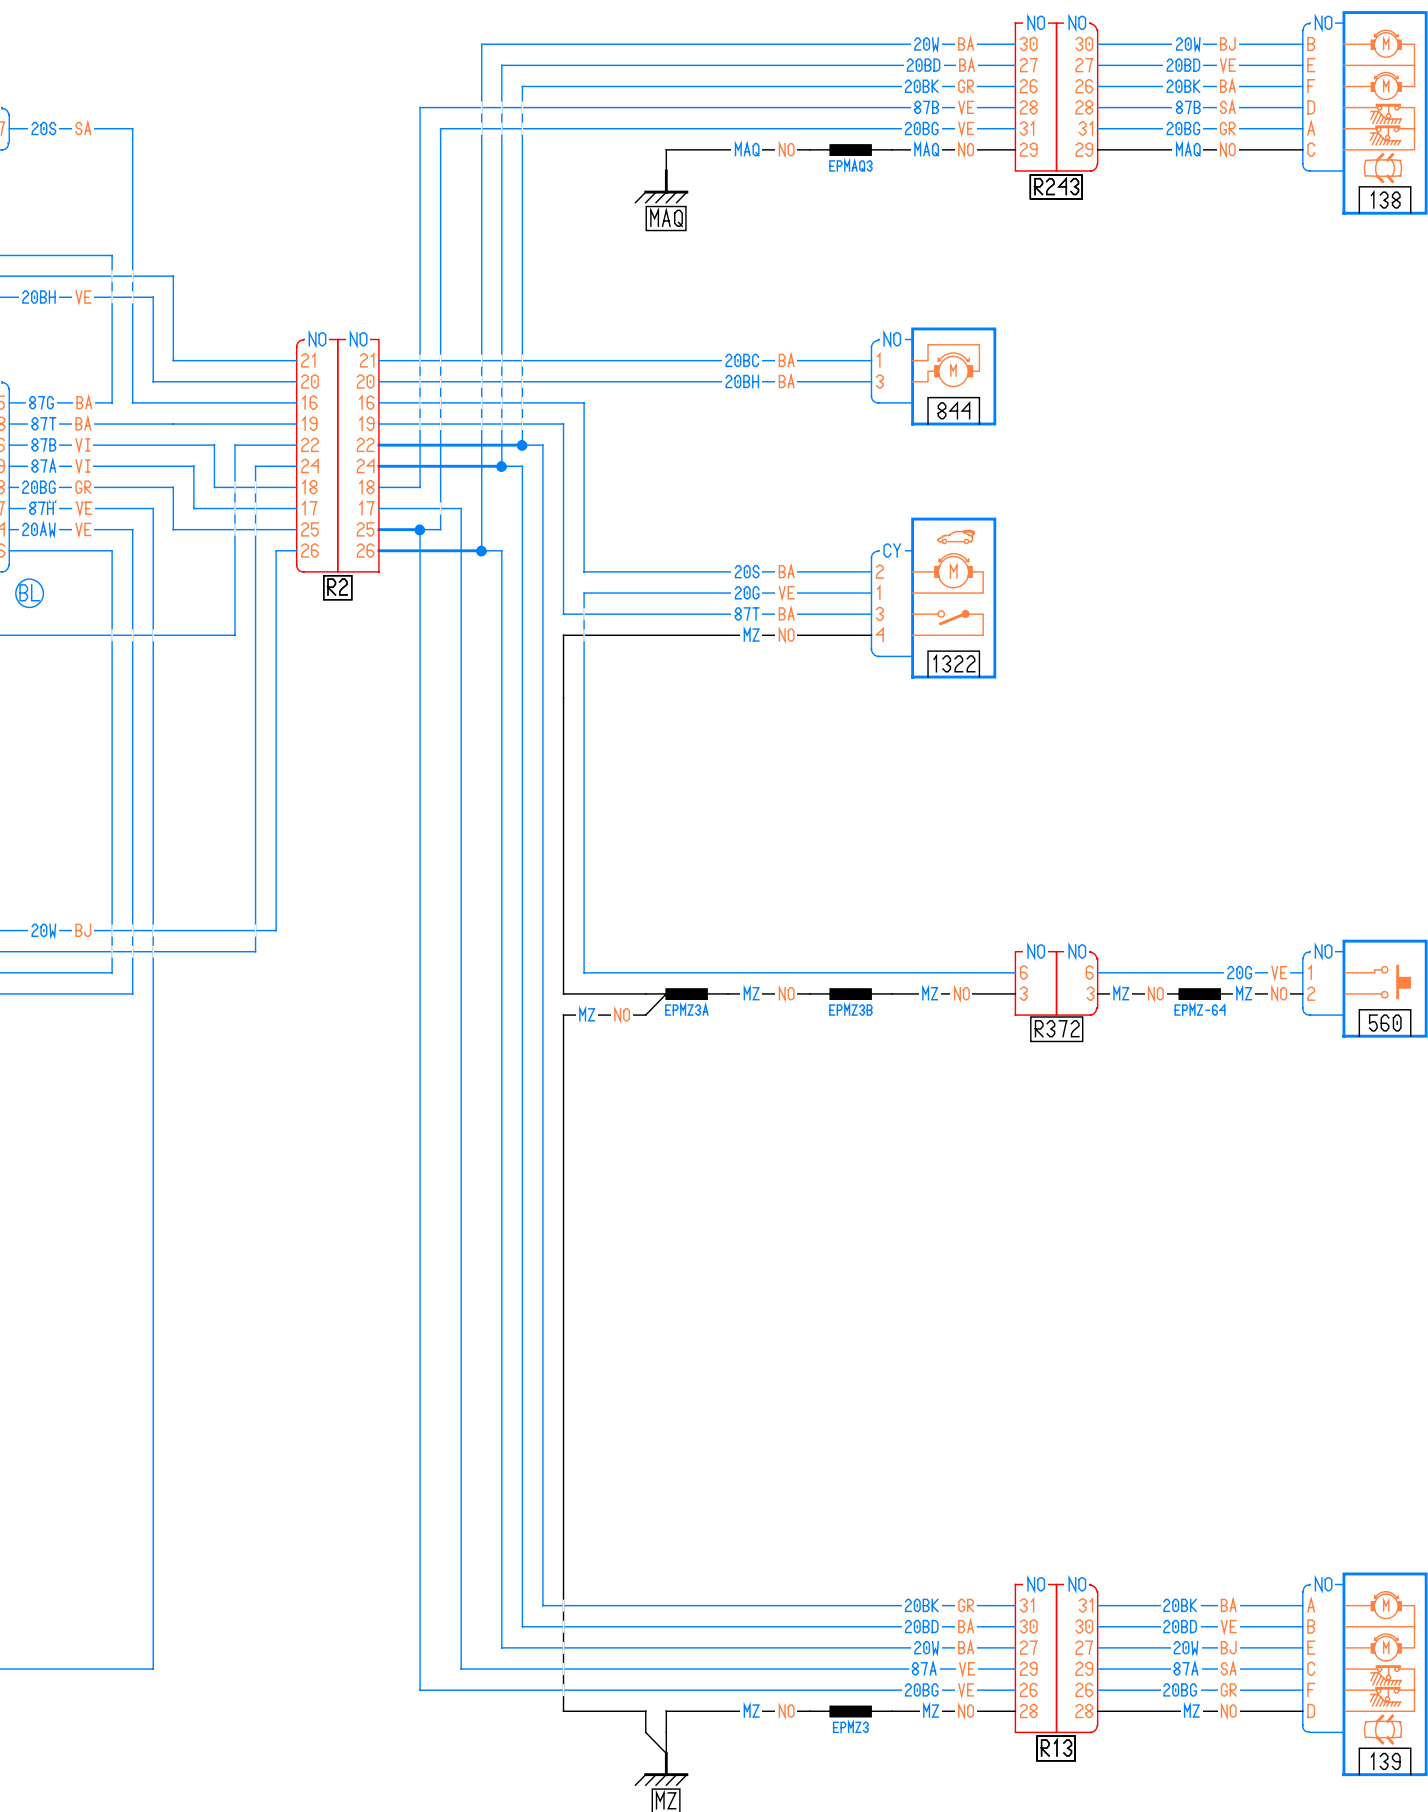 NO NO NO
20W BA 30 30 20W BJ B M
20BD BA 27 27 20BD VE E
20BK GR 26 26 20BK BA F M
87B VE 28 28 87B SA D
7 20S SA 20BG VE 31 31 20BG GR A
MAQ NO MAQ NO 29 29 MAQ NO C
EPMAQ3
R243 138
MAQ
20BH VE
NO NO NO
21 21 20BC BA 1
20 20 20BH BA 3 M
5 87G BA 16 16
844
87T BA 19 19
87B VI 22 22
87A VI 24 24
20BG GR 18 18
7 87H VE 17 17
4 20AW VE 25 25
26 26 CY
20S BA 2 M
R2
BL 20G VE 1
87T BA 3
MZ NO 4
1322
20W BJ
NO NO NO
6 6 20G VE 1
MZ NO MZ NO 3 3 MZ NO MZ NO 2
EPMZ3A EPMZ3B EPMZ-64
MZ NO
R372 560
NO NO NO
20BK GR 31 31 20BK BA A M
20BD BA 30 30 20BD VE B
20W BA 27 27 20W BJ E M
87A VE 29 29 87A SA C
20BG VE 26 26 20BG GR F
MZ NO MZ NO 28 28 MZ NO D
EPMZ3
R13 139
MZ